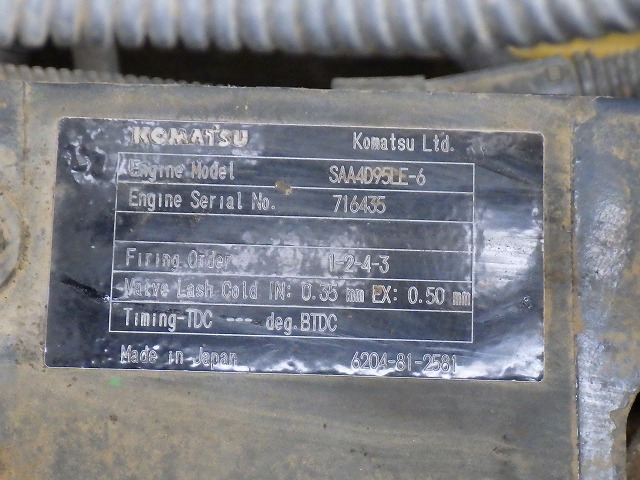 KOMATSU Komatsu Ltd.
Engine Model SAA4D95LE-6
Engine Serial No. 716435
Firing Order 1-2-4-3
Valve Lash Cold IN: 0.35 mm EX: 0.50 mm
Timing-TDC --- deg.BTDC
Made in Japan 6204-81-2581